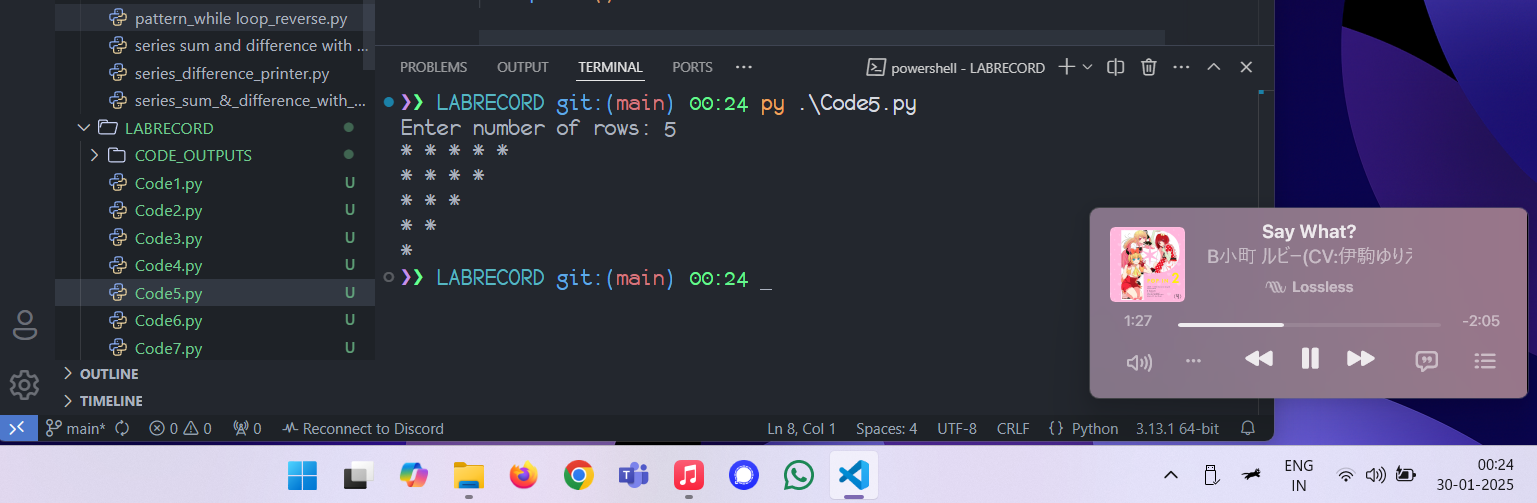 pattern_while loop_reverse.py
series sum and difference with ...
series_difference_printer.py
series_sum_&_difference_with_...
LABRECORD
CODE_OUTPUTS
Code1.py U
Code2.py U
Code3.py U
Code4.py U
Code5.py U
Code6.py U
Code7.py U
OUTLINE
TIMELINE
PROBLEMS OUTPUT TERMINAL PORTS ...
powershell - LABRECORD
❯❯ LABRECORD git:(main) 00:24 py .\Code5.py
Enter number of rows: 5
* * * * *
* * * *
* * *
* *
*
❯❯ LABRECORD git:(main) 00:24 _
Say What?
B小町 ルビー(CV:伊駒ゆりえ
Lossless
1:27 -2:05
main* 0 0 0 Reconnect to Discord Ln 8, Col 1 Spaces: 4 UTF-8 CRLF {} Python 3.13.1 64-bit
ENG
IN
00:24
30-01-2025